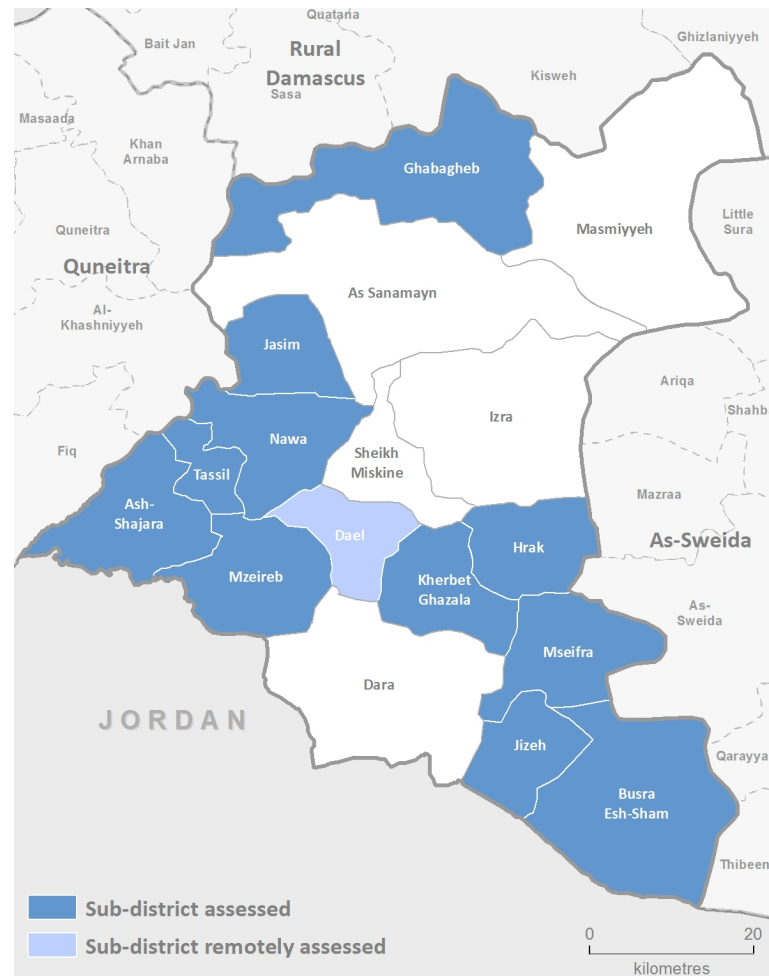 Quatana
Bait Jan
Ghizlaniyyeh
Rural
Damascus
Sasa
Kisweh
Masaada
Khan
Arnaba
Ghabagheb
Quneitra
Quneitra
Masmiyyeh
Little
Sura
Al-
Khashniyyeh
As Sanamayn
Jasim
Ariqa
Shahb
Izra
Nawa
Fiq
Sheikh
Miskine
Tassil
Ash-
Shajara
Mazraa
As-Sweida
Dael
Hrak
Mzeireb
Kherbet
Ghazala
As-
Sweida
Mseifra
Dara
JORDAN
Jizeh
Qarayya
Busra
Esh-Sham
Thibeen
Sub-district assessed
Sub-district remotely assessed
0 20
kilometres